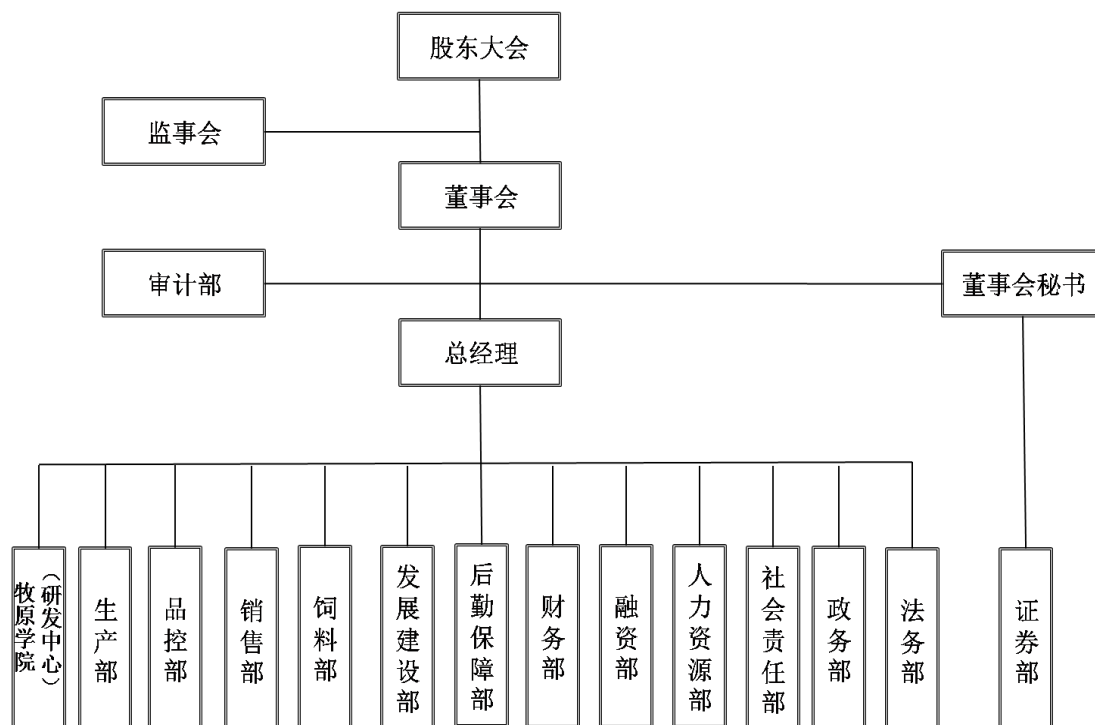 股东大会
监事会
董事会
审计部
董事会秘书
总经理
牧原学院
（研发中心）
生产部
品控部
销售部
饲料部
发展建设部
后勤保障部
财务部
融资部
人力资源部
社会责任部
政务部
法务部
证券部